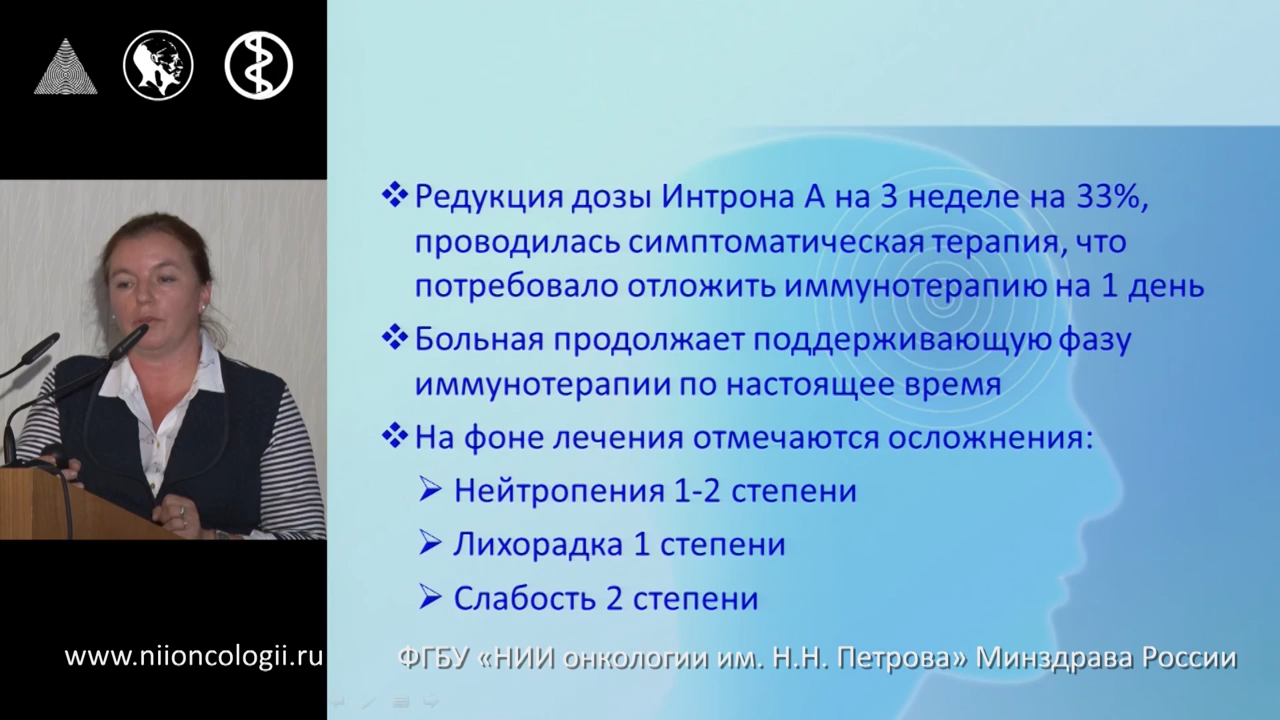 Редукция дозы Интрона А на 3 неделе на 33%,
проводилась симптоматическая терапия, что
потребовало отложить иммунотерапию на 1 день
Больная продолжает поддерживающую фазу
иммунотерапии по настоящее время
На фоне лечения отмечаются осложнения:
Нейтропения 1-2 степени
Лихорадка 1 степени
Слабость 2 степени
www.niioncologii.ru
ФГБУ «НИИ онкологии им. Н.Н. Петрова» Минздрава России